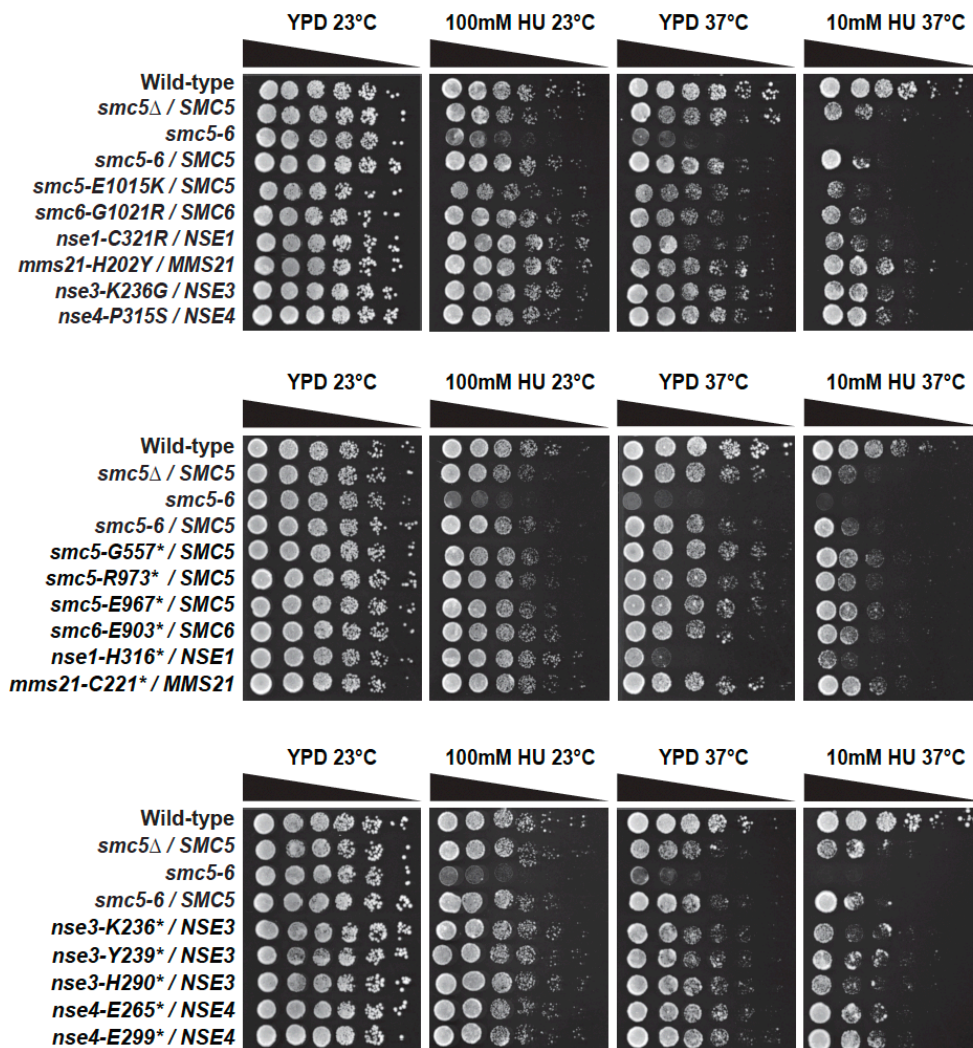 YPD 23°C 100mM HU 23°C YPD 37°C 10mM HU 37°C
Wild-type
smc5Δ / SMC5
smc5-6
smc5-6 / SMC5
smc5-E1015K / SMC5
smc6-G1021R / SMC6
nse1-C321R / NSE1
mms21-H202Y / MMS21
nse3-K236G / NSE3
nse4-P315S / NSE4
YPD 23°C 100mM HU 23°C YPD 37°C 10mM HU 37°C
Wild-type
smc5Δ / SMC5
smc5-6
smc5-6 / SMC5
smc5-G557* / SMC5
smc5-R973* / SMC5
smc5-E967* / SMC5
smc6-E903* / SMC6
nse1-H316* / NSE1
mms21-C221* / MMS21
YPD 23°C 100mM HU 23°C YPD 37°C 10mM HU 37°C
Wild-type
smc5Δ / SMC5
smc5-6
smc5-6 / SMC5
nse3-K236* / NSE3
nse3-Y239* / NSE3
nse3-H290* / NSE3
nse4-E265* / NSE4
nse4-E299* / NSE4